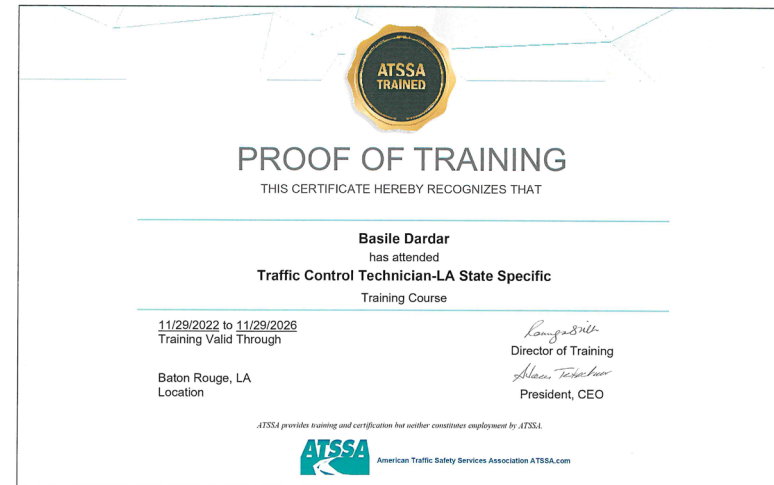 ATSSA
TRAINED
PROOF OF TRAINING
THIS CERTIFICATE HEREBY RECOGNIZES THAT
Basile Dardar
has attended
Traffic Control Technician-LA State Specific
Training Course
11/29/2022 to 11/29/2026
Training Valid Through
Director of Training
Baton Rouge, LA
Location
President, CEO
ATSSA provides training and certification but neither constitutes employment by ATSSA.
ATSSA
American Traffic Safety Services Association ATSSA.com